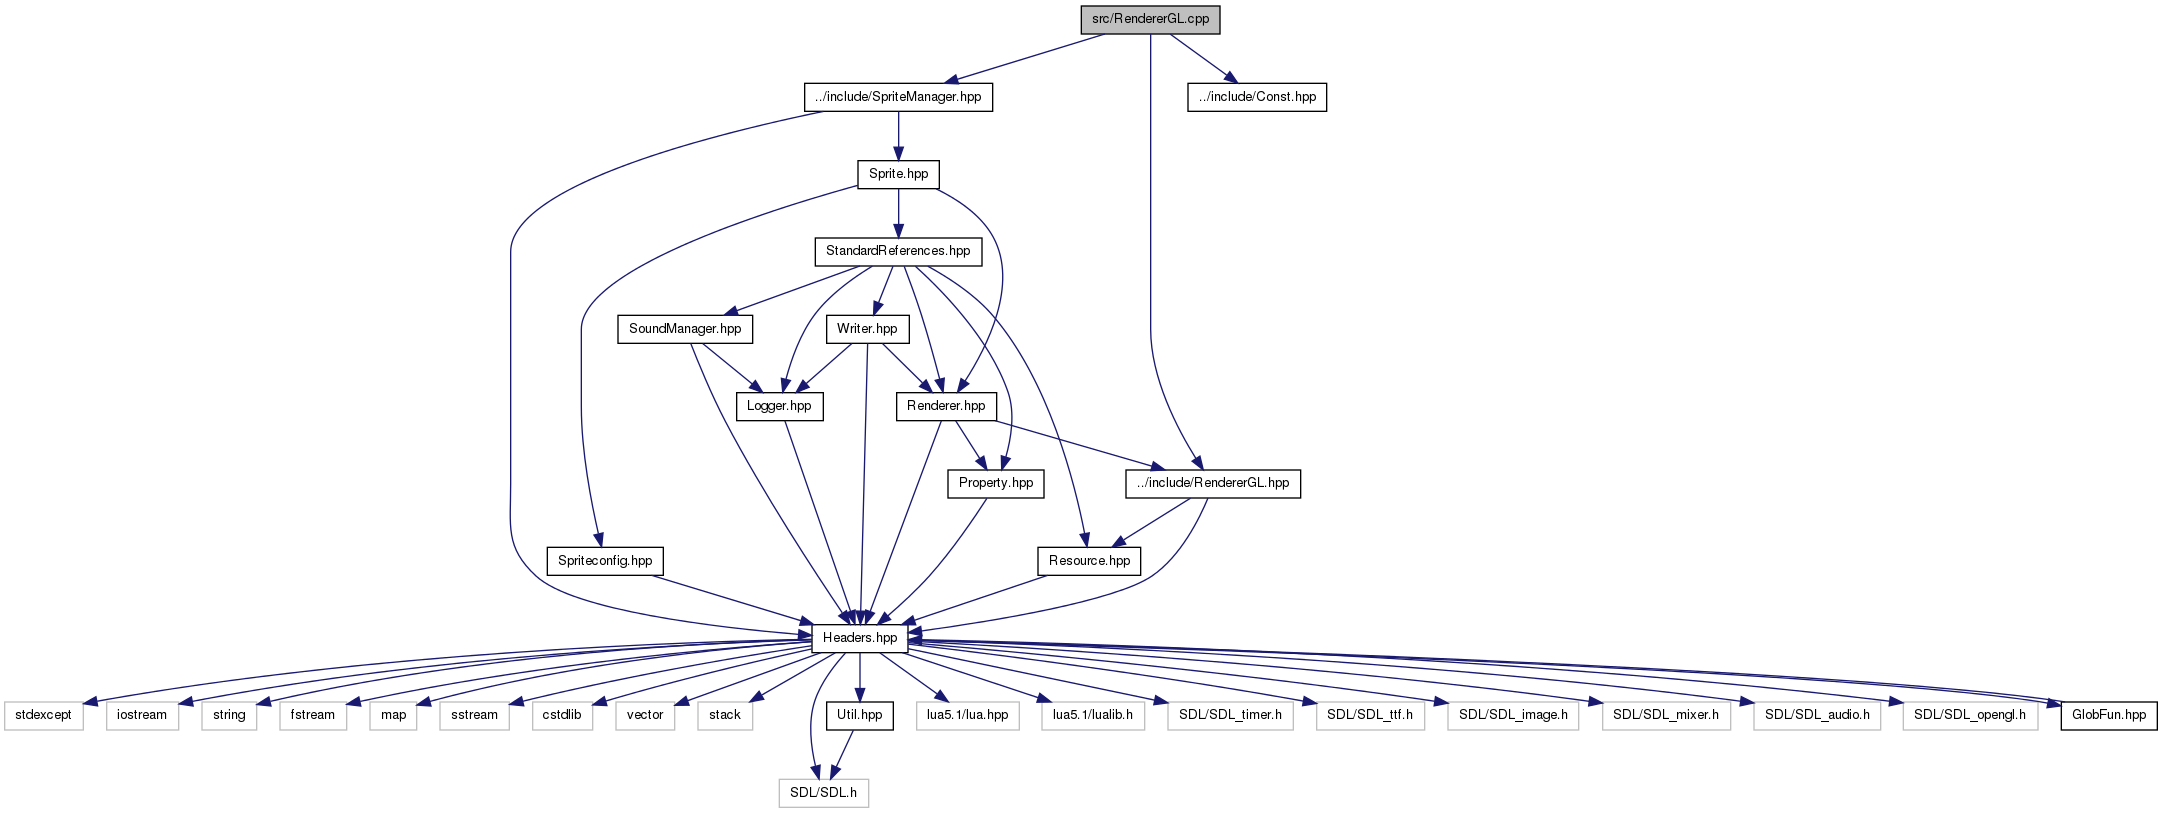 src/RendererGL.cpp
../include/SpriteManager.hpp
../include/Const.hpp
Sprite.hpp
StandardReferences.hpp
SoundManager.hpp
Writer.hpp
Logger.hpp
Renderer.hpp
Property.hpp
../include/RendererGL.hpp
Spriteconfig.hpp
Resource.hpp
Headers.hpp
stdexcept
iostream
string
fstream
map
sstream
cstdlib
vector
stack
Util.hpp
lua5.1/lua.hpp
lua5.1/lualib.h
SDL/SDL_timer.h
SDL/SDL_ttf.h
SDL/SDL_image.h
SDL/SDL_mixer.h
SDL/SDL_audio.h
SDL/SDL_opengl.h
GlobFun.hpp
SDL/SDL.h